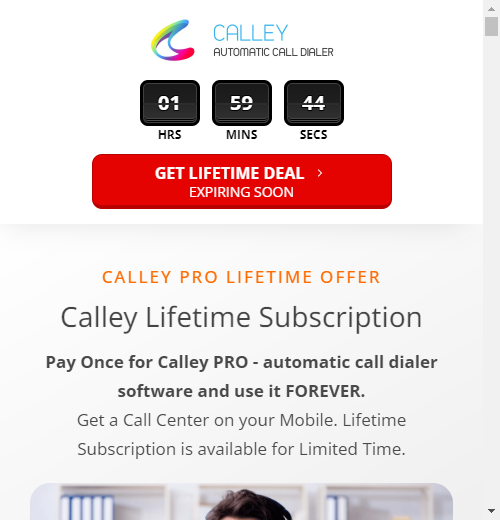 CALLEY
AUTOMATIC CALL DIALER
01 59 44
HRS MINS SECS
GET LIFETIME DEAL
EXPIRING SOON
CALLEY PRO LIFETIME OFFER
Calley Lifetime Subscription
Pay Once for Calley PRO - automatic call dialer
software and use it FOREVER.
Get a Call Center on your Mobile. Lifetime
Subscription is available for Limited Time.